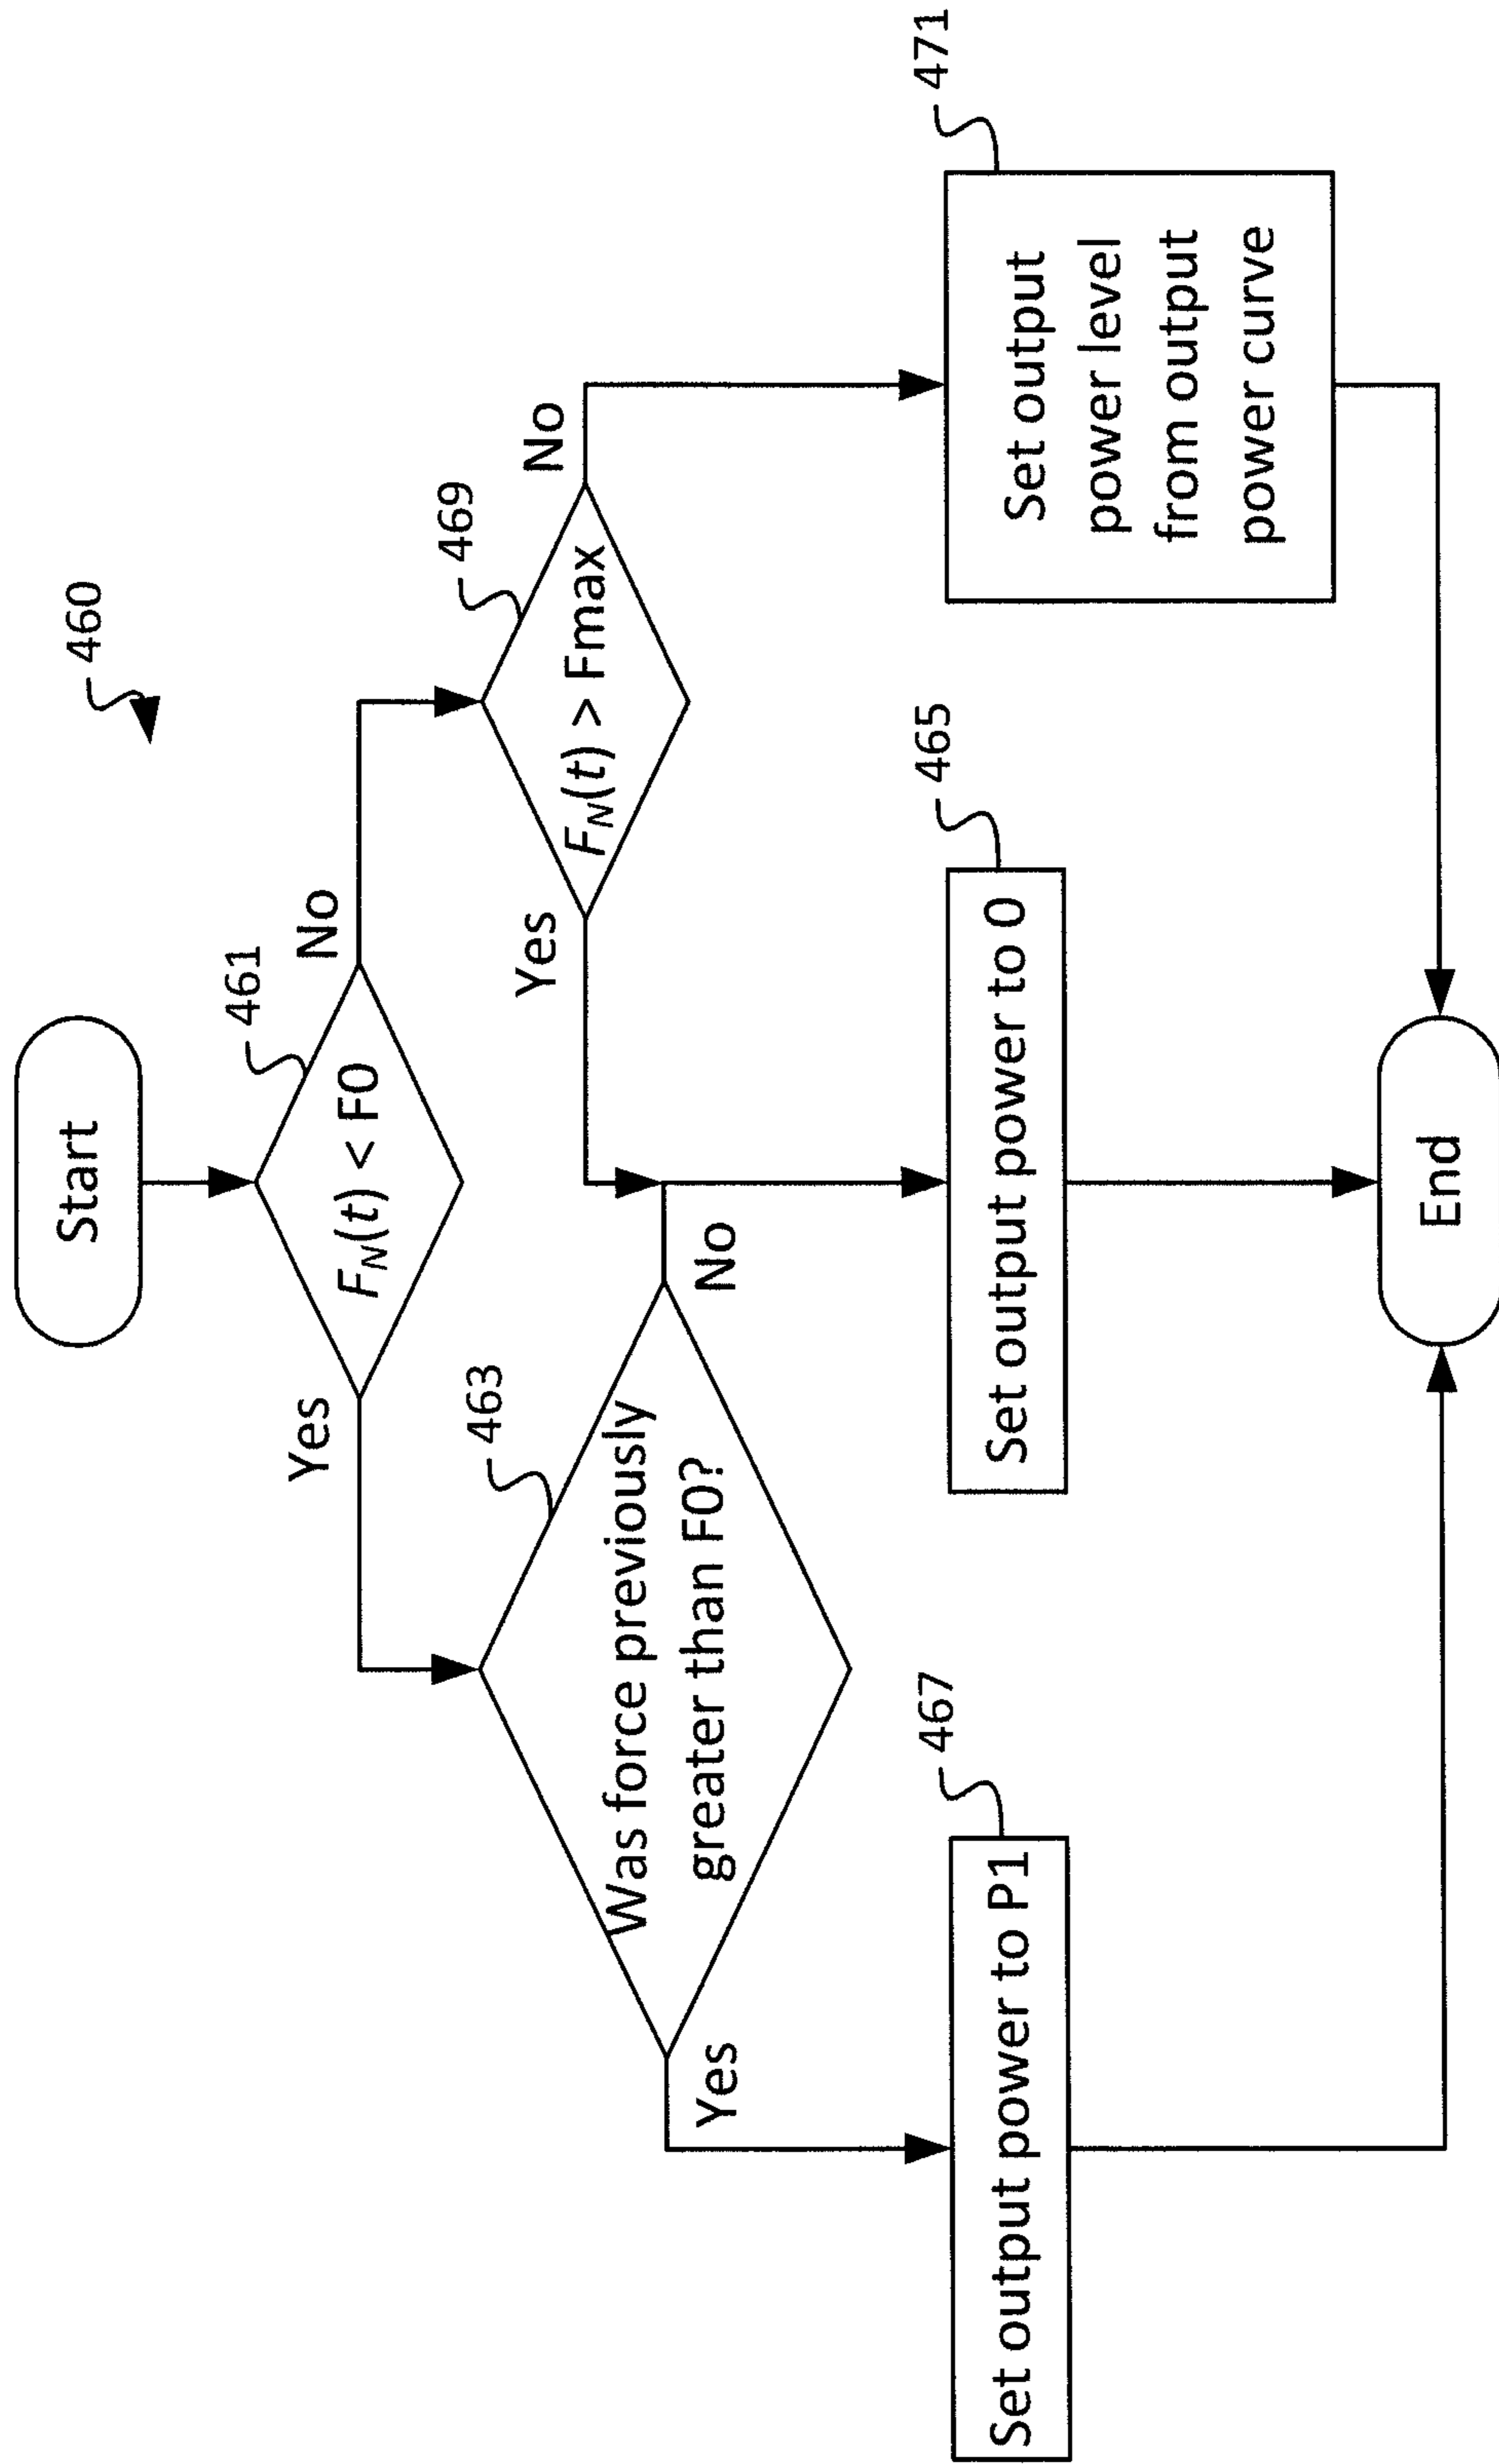 460
Start
461
F_N(t) < F0
Yes
No
463
Was force previously
greater than F0?
469
F_N(t) > Fmax
Yes
No
Yes
No
467
Set output power to P1
465
Set output power to 0
471
Set output
power level
from output
power curve
End